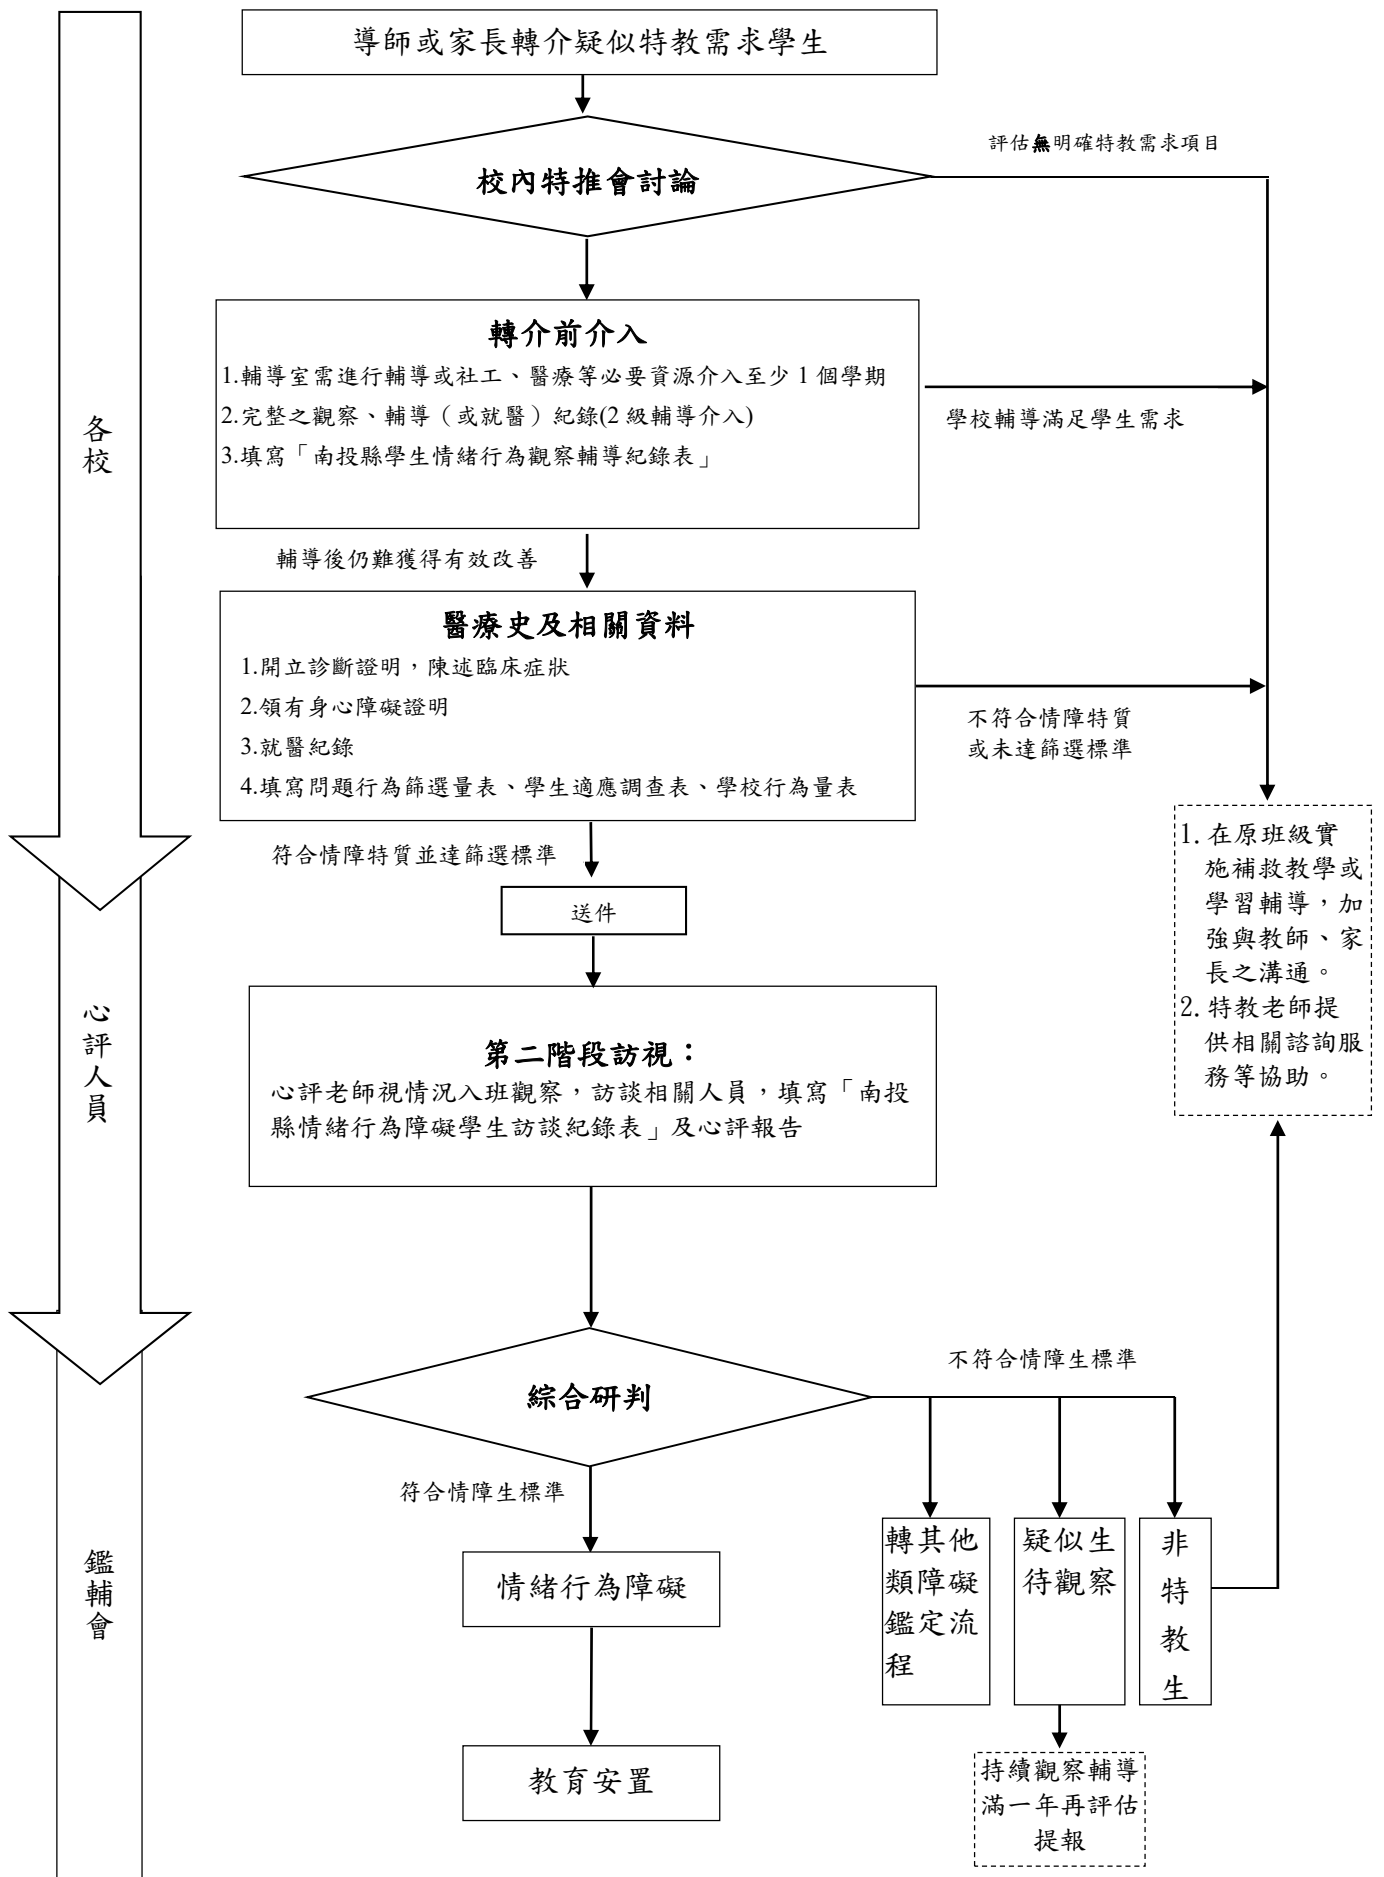 導師或家長轉介疑似特教需求學生
評估無明確特教需求項目
校內特推會討論
轉介前介入
1.輔導室需進行輔導或社工、醫療等必要資源介入至少 1 個學期
2.完整之觀察、輔導（或就醫）紀錄(2 級輔導介入)
3.填寫「南投縣學生情緒行為觀察輔導紀錄表」
學校輔導滿足學生需求
各校
輔導後仍難獲得有效改善
醫療史及相關資料
1.開立診斷證明，陳述臨床症狀
2.領有身心障礙證明
3.就醫紀錄
4.填寫問題行為篩選量表、學生適應調查表、學校行為量表
不符合情障特質
或未達篩選標準
符合情障特質並達篩選標準
送件
1. 在原班級實
施補救教學或
學習輔導，加
強與教師、家
長之溝通。
2. 特教老師提
供相關諮詢服
務等協助。
心評人員
第二階段訪視：
心評老師視情況入班觀察，訪談相關人員，填寫「南投
縣情緒行為障礙學生訪談紀錄表」及心評報告
綜合研判
不符合情障生標準
符合情障生標準
鑑輔會
情緒行為障礙
轉其他
類障礙
鑑定流
程
疑似生
待觀察
非
特
教
生
教育安置
持續觀察輔導
滿一年再評估
提報